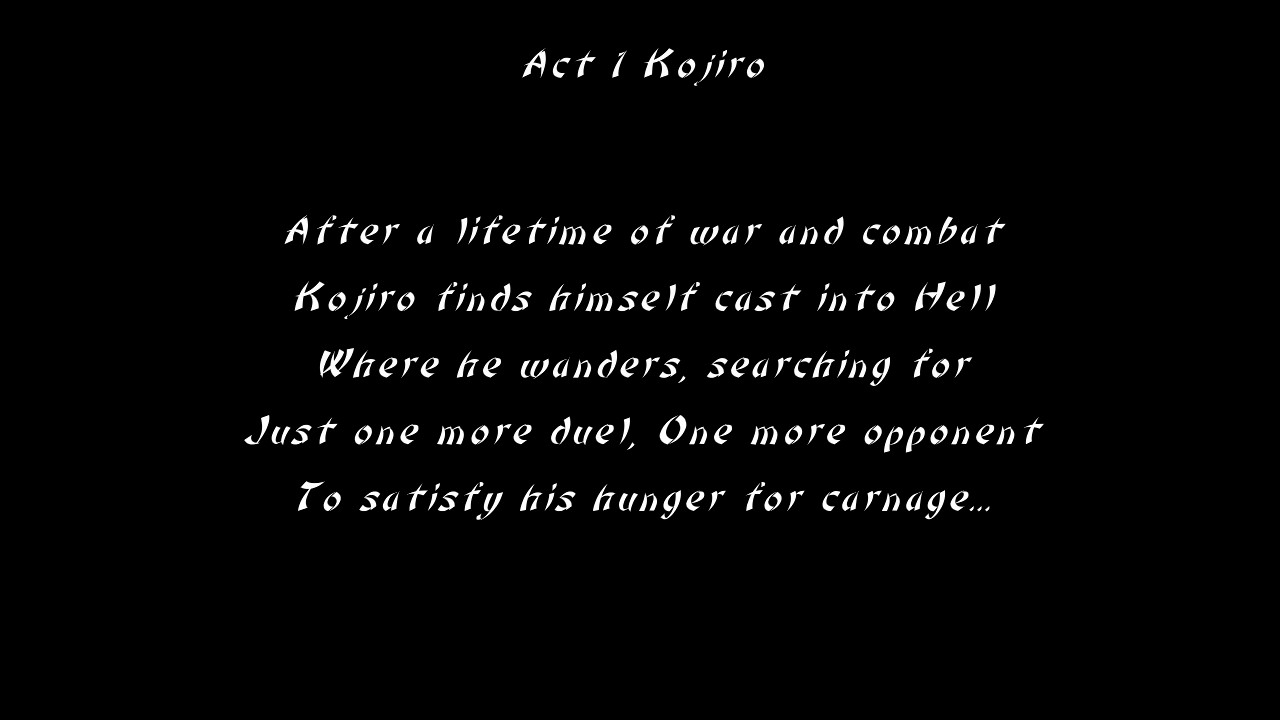 Act 1 Kojiro
After a lifetime of war and combat
Kojiro finds himself cast into Hell
Where he wanders, searching for
Just one more duel, One more opponent
To satisfy his hunger for carnage...